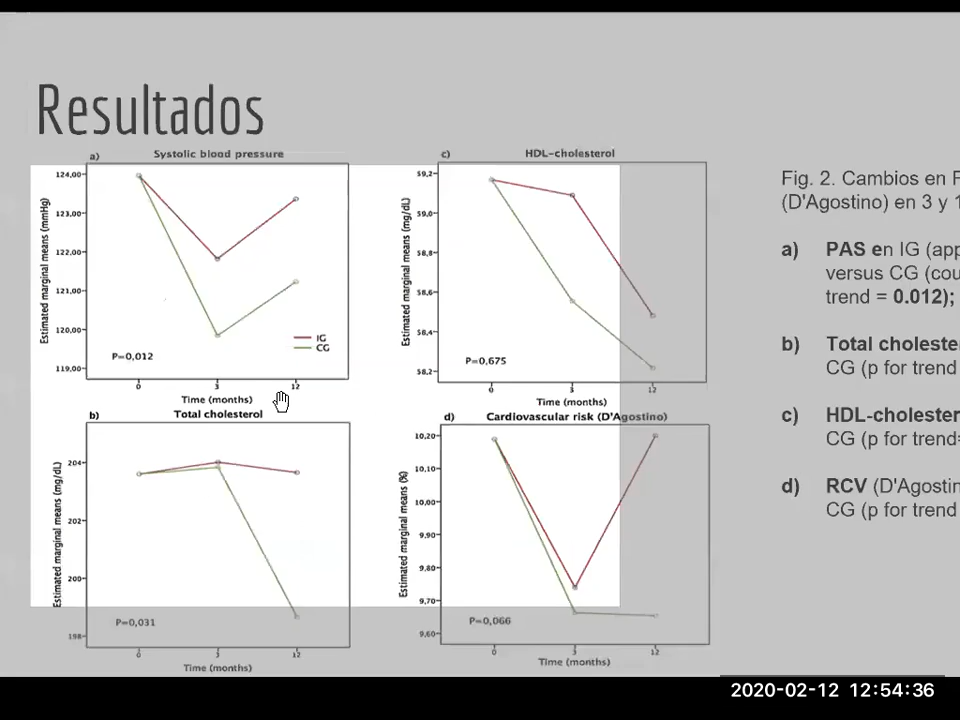 Resultados
a) Systolic blood pressure
124,00
123,00
122,00
121,00
120,00
119,00
Estimated marginal means (mmHg)
IG
CG
P=0,012
0 3 12
Time (months)
c) HDL-cholesterol
59,2
59,0
58,8
58,6
58,4
58,2
Estimated marginal means (mg/dL)
P=0,675
0 3 12
Time (months)
b) Total cholesterol
204
202
200
198
Estimated marginal means (mg/dL)
P=0,031
0 3 12
Time (months)
d) Cardiovascular risk (D'Agostino)
10,20
10,10
10,00
9,90
9,80
9,70
9,60
Estimated marginal means (%)
P=0,066
0 3 12
Time (months)
Fig. 2. Cambios en
(D'Agostino) en 3 y
a) PAS en IG (app
versus CG (cou
trend = 0.012);
b) Total cholester
CG (p for trend
c) HDL-cholester
CG (p for trend=
d) RCV (D'Agostin
CG (p for trend
2020-02-12 12:54:36